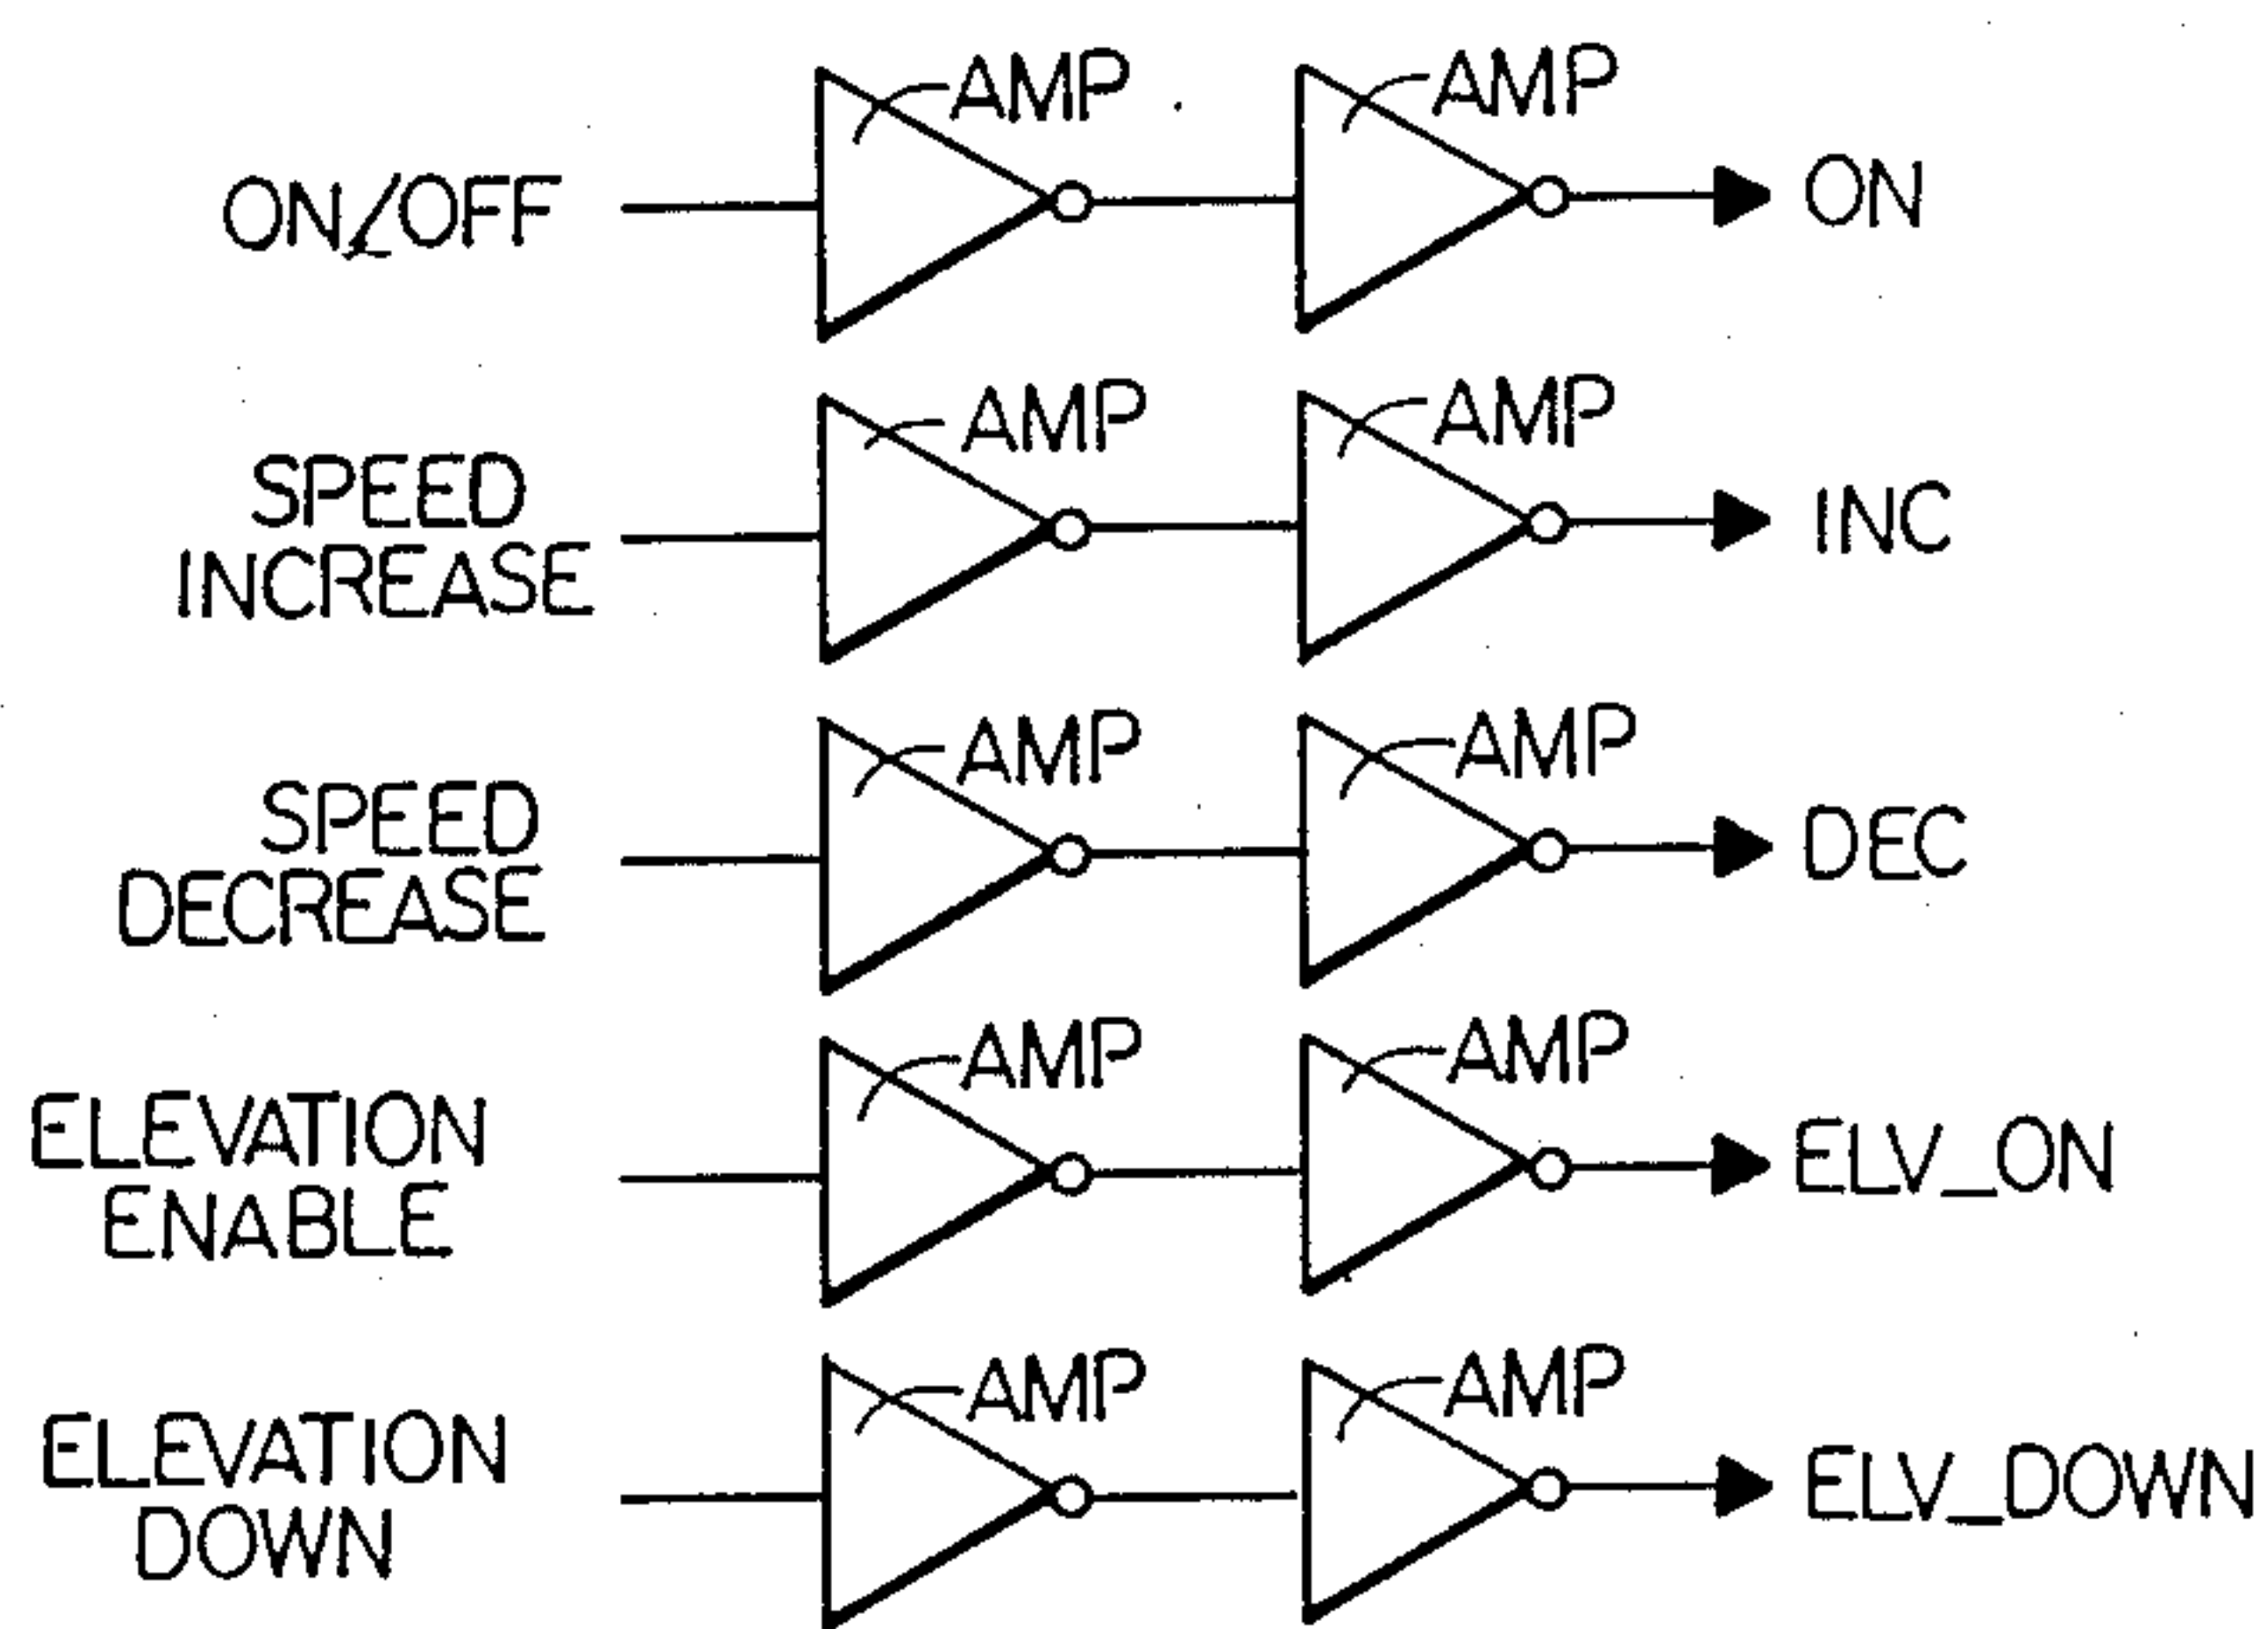 ON/OFF AMP AMP ON
SPEED
INCREASE AMP AMP INC
SPEED
DECREASE AMP AMP DEC
ELEVATION
ENABLE AMP AMP ELV_ON
ELEVATION
DOWN AMP AMP ELV_DOWN